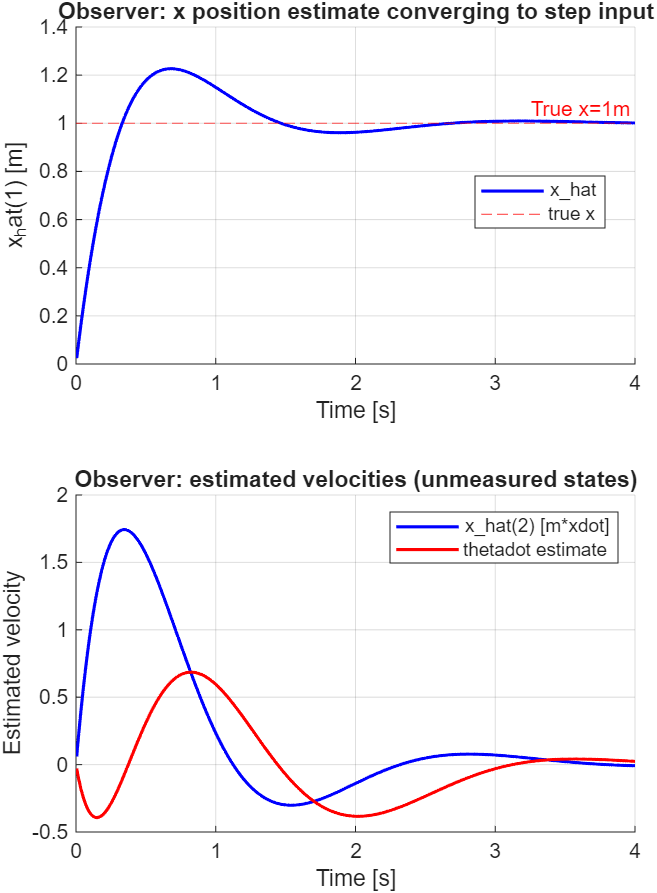 Observer: x position estimate converging to step input
1.4
1.2
1
0.8
0.6
0.4
0.2
0
x_hat(1) [m]
True x=1m
x_hat
true x
0
1
2
3
4
Time [s]
Observer: estimated velocities (unmeasured states)
2
1.5
1
0.5
0
-0.5
Estimated velocity
x_hat(2) [m*xdot]
thetadot estimate
0
1
2
3
4
Time [s]